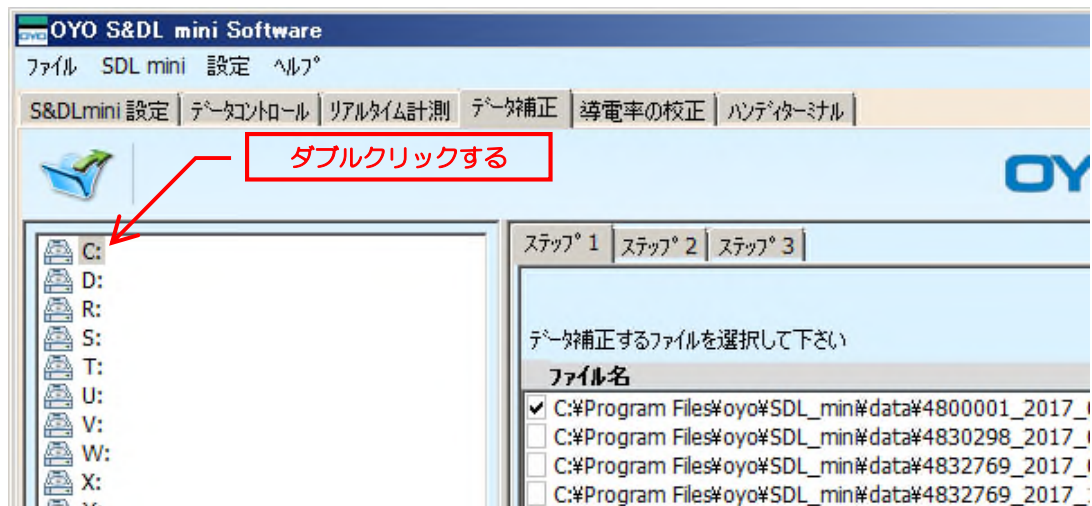 OYO S&DL mini Software
ファイル SDL mini 設定 ヘルプ
S&DLmini 設定 データコントロール リアルタイム計測 データ補正 導電率の校正 ハンディターミナル
ダブルクリックする
OY
C:
D:
R:
S:
T:
U:
V:
W:
X:
ステップ 1 ステップ 2 ステップ 3
データ補正するファイルを選択して下さい
ファイル名
C:¥Program Files¥oyo¥SDL_min¥data¥4800001_2017_
C:¥Program Files¥oyo¥SDL_min¥data¥4830298_2017_
C:¥Program Files¥oyo¥SDL_min¥data¥4832769_2017_
C:¥Program Files¥oyo¥SDL_min¥data¥4832769_2017_